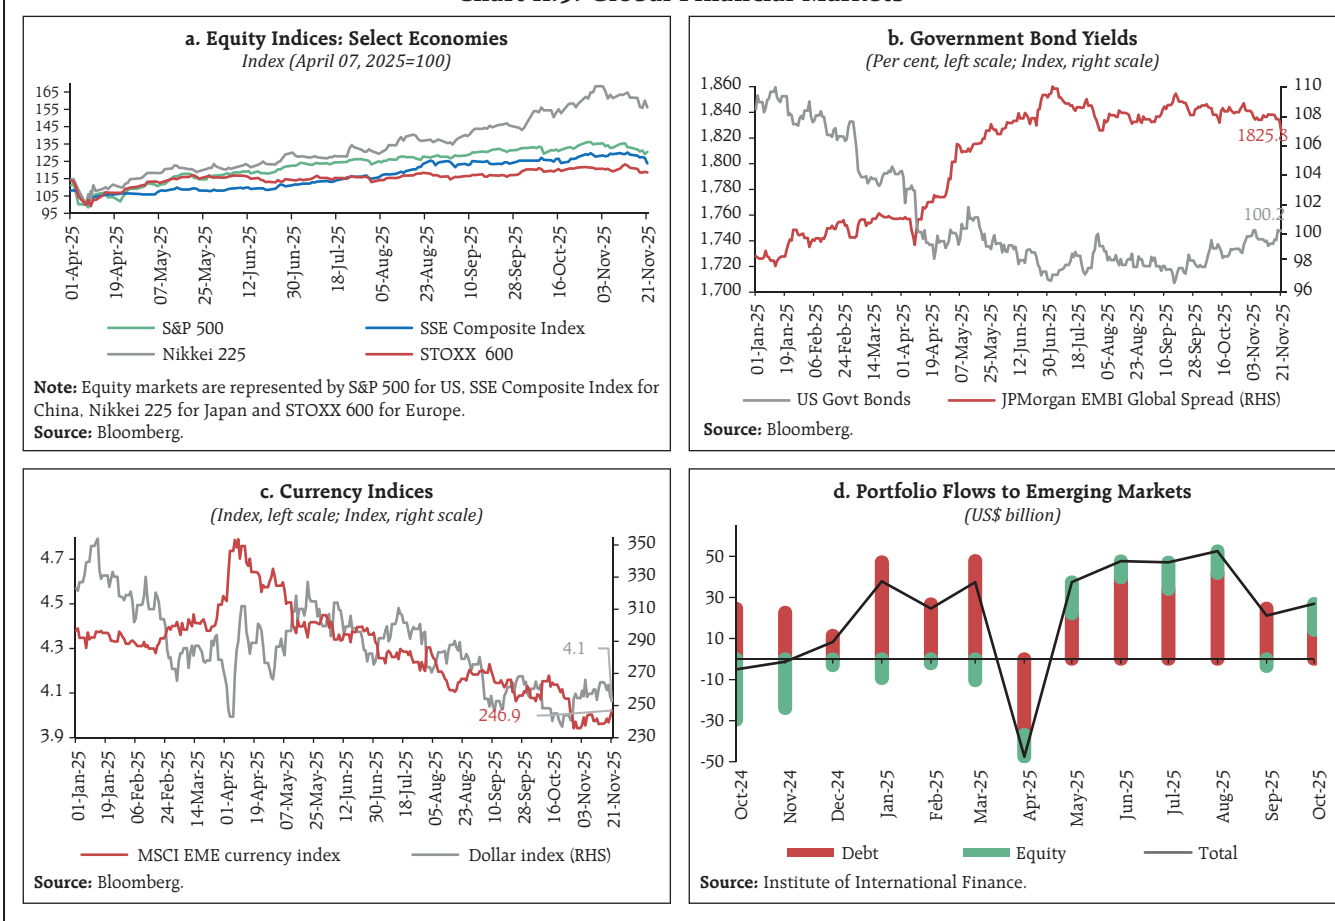 a. Equity Indices: Select Economies
Index (April 07, 2025=100)
165
155
145
135
125
115
105
95
01-Apr-25
19-Apr-25
07-May-25
25-May-25
12-Jun-25
30-Jun-25
18-Jul-25
05-Aug-25
23-Aug-25
10-Sep-25
28-Sep-25
16-Oct-25
03-Nov-25
21-Nov-25
S&P 500
SSE Composite Index
Nikkei 225
STOXX 600
Note: Equity markets are represented by S&P 500 for US, SSE Composite Index for
China, Nikkei 225 for Japan and STOXX 600 for Europe.
Source: Bloomberg.
b. Government Bond Yields
(Per cent, left scale; Index, right scale)
1,860
1,840
1,820
1,800
1,780
1,760
1,740
1,720
1,700
110
108
106
104
102
100
98
96
1825.8
100.2
01-Jan-25
19-Jan-25
06-Feb-25
24-Feb-25
14-Mar-25
01-Apr-25
19-Apr-25
07-May-25
25-May-25
12-Jun-25
30-Jun-25
18-Jul-25
05-Aug-25
23-Aug-25
10-Sep-25
28-Sep-25
16-Oct-25
03-Nov-25
21-Nov-25
US Govt Bonds
JPMorgan EMBI Global Spread (RHS)
Source: Bloomberg.
c. Currency Indices
(Index, left scale; Index, right scale)
4.7
4.5
4.3
4.1
3.9
350
330
310
290
270
250
230
4.1
246.9
01-Jan-25
19-Jan-25
06-Feb-25
24-Feb-25
14-Mar-25
01-Apr-25
19-Apr-25
07-May-25
25-May-25
12-Jun-25
30-Jun-25
18-Jul-25
05-Aug-25
23-Aug-25
10-Sep-25
28-Sep-25
16-Oct-25
03-Nov-25
21-Nov-25
MSCI EME currency index
Dollar index (RHS)
Source: Bloomberg.
d. Portfolio Flows to Emerging Markets
(US$ billion)
50
30
10
-10
-30
-50
Oct-24
Nov-24
Dec-24
Jan-25
Feb-25
Mar-25
Apr-25
May-25
Jun-25
Jul-25
Aug-25
Sep-25
Oct-25
Debt
Equity
Total
Source: Institute of International Finance.